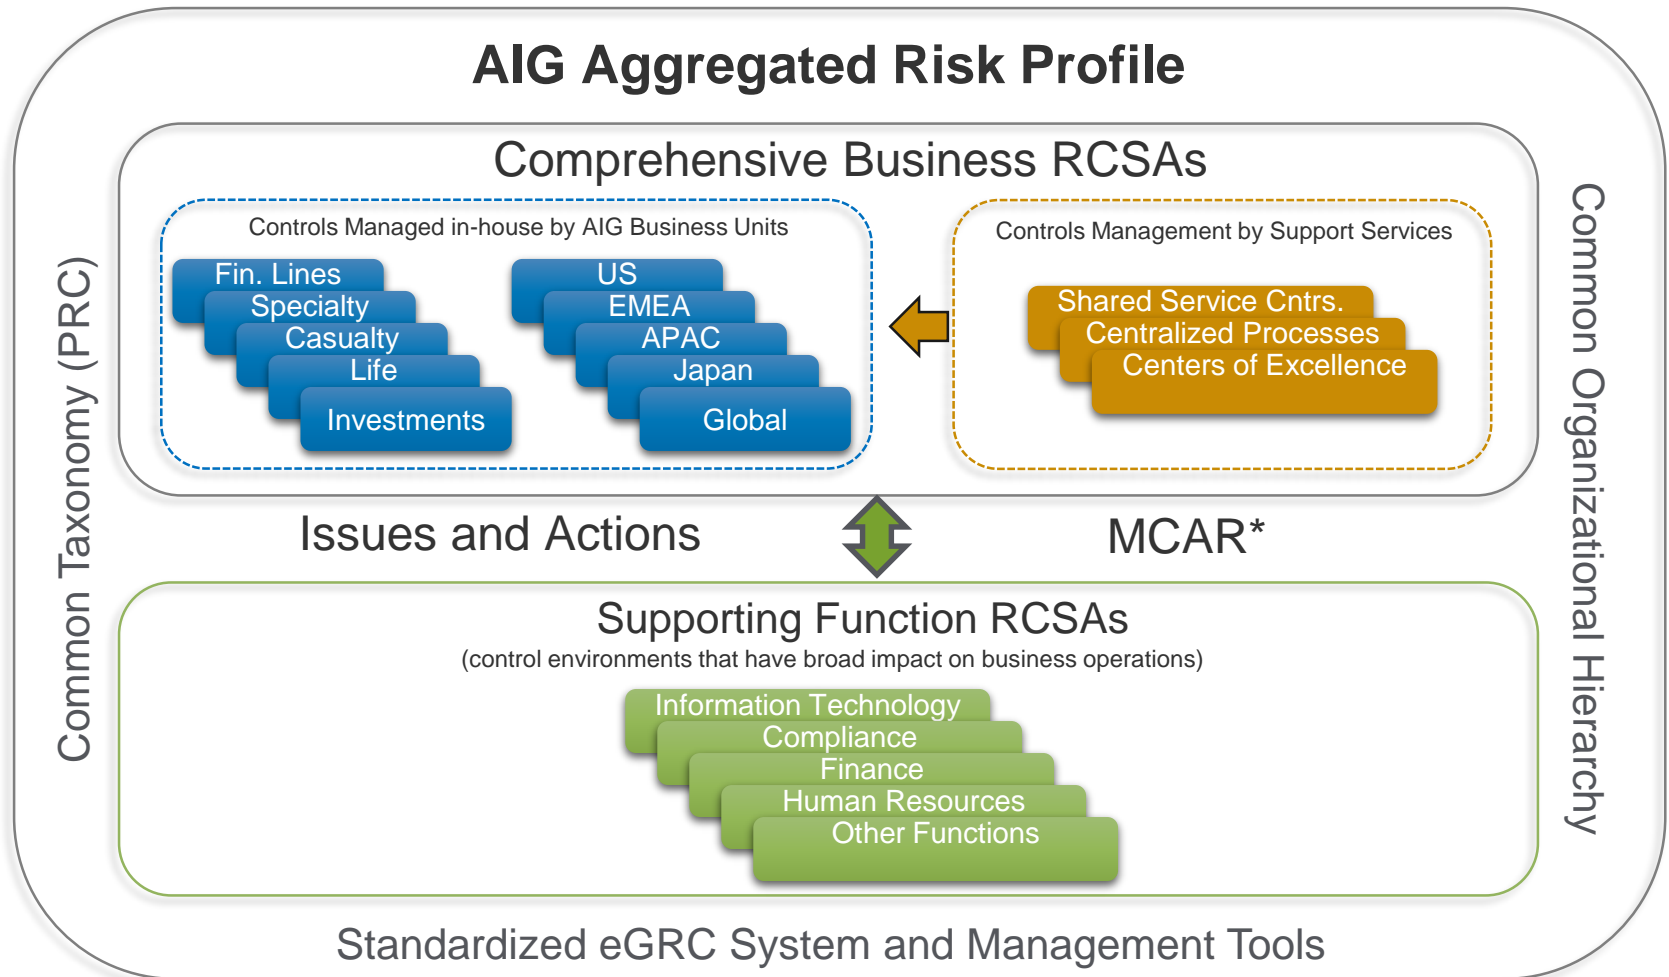 AIG Aggregated Risk Profile
Comprehensive Business RCSAs
Controls Managed in-house by AIG Business Units
Fin. Lines
Specialty
Casualty
Life
Investments
US
EMEA
APAC
Japan
Global
Controls Management by Support Services
Shared Service Cntrs.
Centralized Processes
Centers of Excellence
Common Taxonomy (PRC)
Common Organizational Hierarchy
Issues and Actions
MCAR*
Supporting Function RCSAs
(control environments that have broad impact on business operations)
Information Technology
Compliance
Finance
Human Resources
Other Functions
Standardized eGRC System and Management Tools